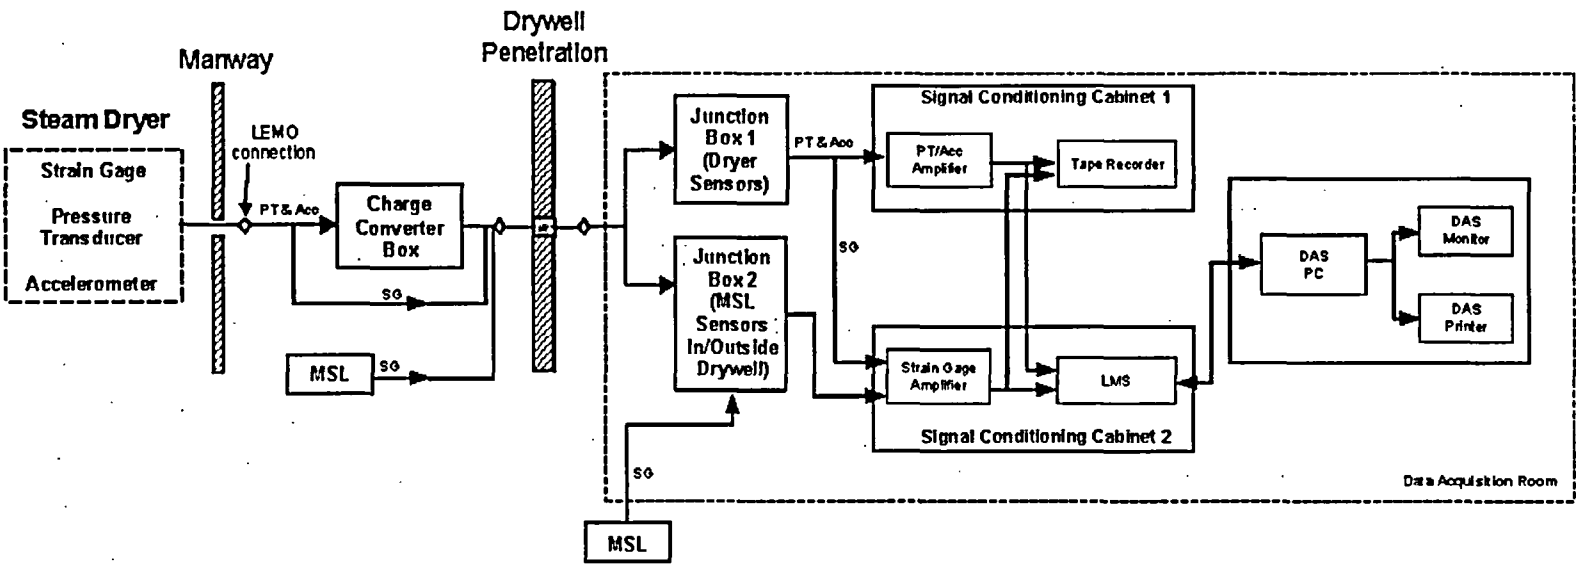 Drywell
Penetration
Manway
Steam Dryer
LEMO
connection
Strain Gage
Pressure
Transducer
Accelerometer
PT & Acc
Charge
Converter
Box
SG
MSL
SG
Junction
Box 1
(Dryer
Sensors)
Junction
Box 2
(MSL
Sensors
In/Outside
Drywell)
SG
MSL
PT & Acc
SG
Signal Conditioning Cabinet 1
PT/Acc
Amplifier
Tape Recorder
Strain Gage
Amplifier
LMS
Signal Conditioning Cabinet 2
DAS
PC
DAS
Monitor
DAS
Printer
Data Acquisition Room